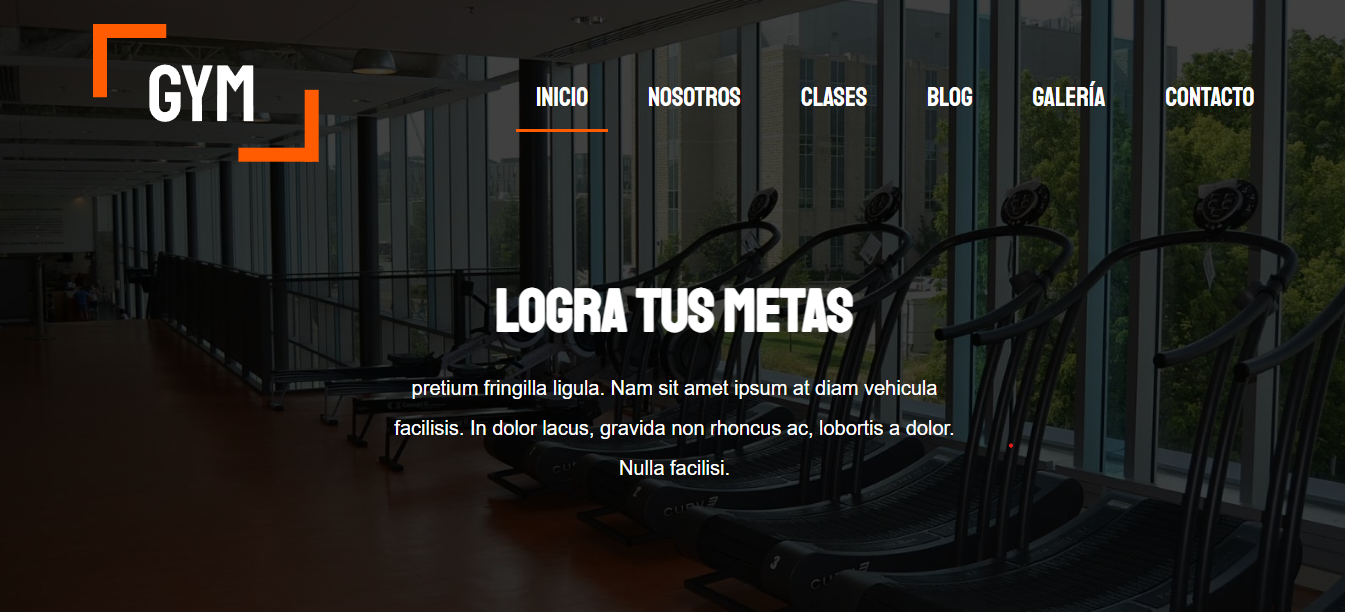 GYM
INICIO NOSOTROS CLASES BLOG GALERÍA CONTACTO
LOGRA TUS METAS
pretium fringilla ligula. Nam sit amet ipsum at diam vehicula
facilisis. In dolor lacus, gravida non rhoncus ac, lobortis a dolor.
Nulla facilisi.
3